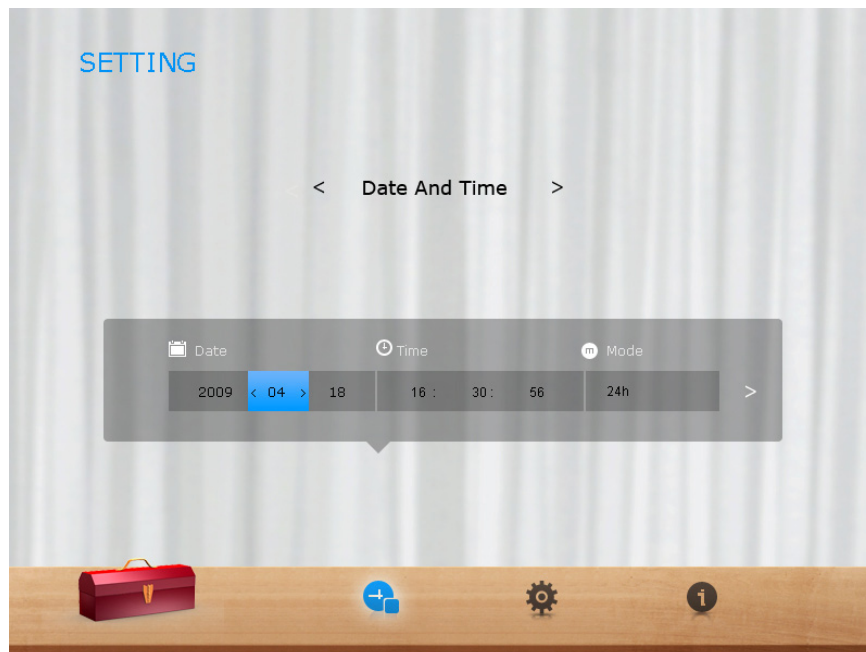 SETTING
< Date And Time >
Date Time m Mode
2009 < 04 > 18 16 : 30 : 56 24h >
i